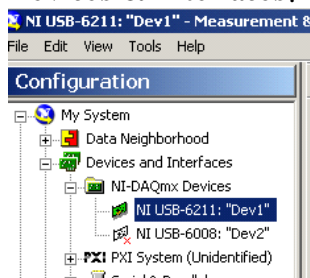 NI USB-6211: "Dev1" - Measurement &
File Edit View Tools Help
Configuration
My System
Data Neighborhood
Devices and Interfaces
NI-DAQmx Devices
NI USB-6211: "Dev1"
NI USB-6008: "Dev2"
PXI PXI System (Unidentified)